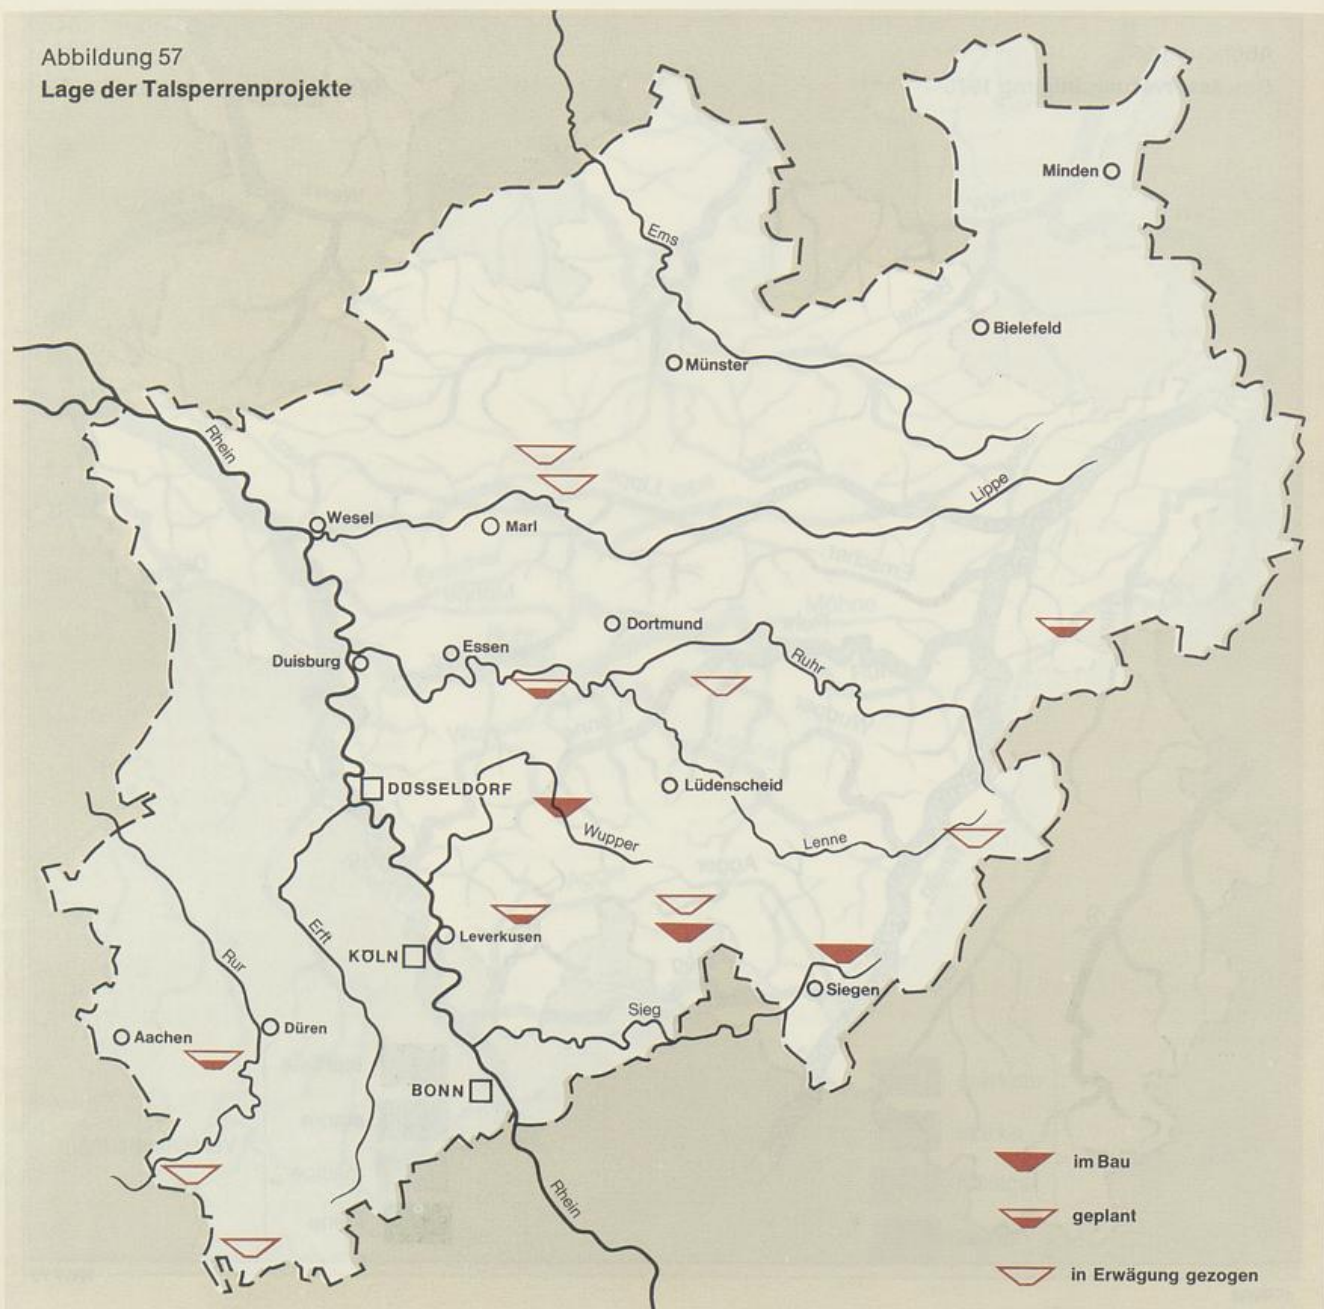 Abbildung 57
Lage der Talsperrenprojekte
Minden
Ems
Bielefeld
Münster
Rhein
Lippe
Wesel
Marl
Dortmund
Essen
Duisburg
Ruhr
DÜSSELDORF
Lüdenscheid
Wupper
Lenne
Erft
Leverkusen
KÖLN
Rur
Siegen
Sieg
Düren
Aachen
BONN
Rhein
im Bau
geplant
in Erwägung gezogen